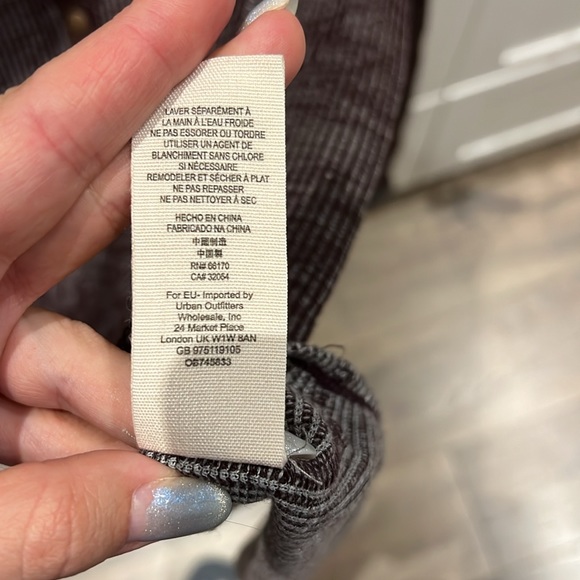 LAVER SÉPARÉMENT À
LA MAIN À L'EAU FROIDE
NE PAS ESSORER OU TORDRE
UTILISER UN AGENT DE
BLANCHIMENT SANS CHLORE
SI NÉCESSAIRE
REMODELER ET SÉCHER À PLAT
NE PAS REPASSER
NE PAS NETTOYER À SEC
HECHO EN CHINA
FABRICADO NA CHINA
中國制造
中国製
RN# 66170
CA# 32054
For EU- Imported by
Urban Outfitters
Wholesale, Inc
24 Market Place
London UK W1W 8AN
GB 975119105
OB745833